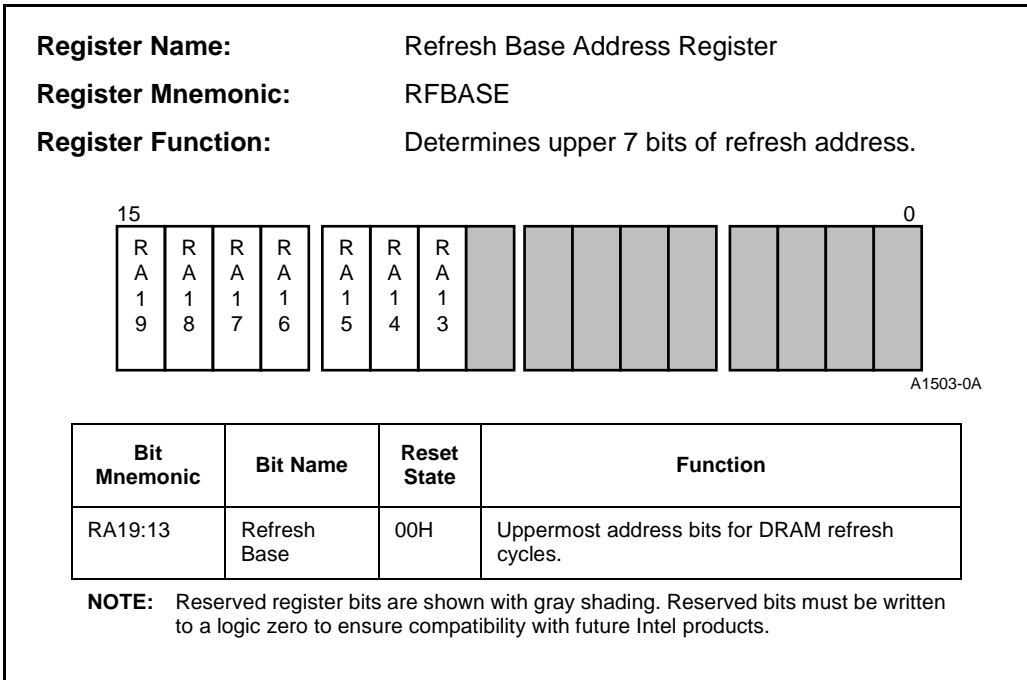 Register Name: Refresh Base Address Register
Register Mnemonic: RFBASE
Register Function: Determines upper 7 bits of refresh address.
15 0
R R R R R R R
A A A A A A A
1 1 1 1 1 1 1
9 8 7 6 5 4 3
A1503-0A
Bit Mnemonic Bit Name Reset State Function
RA19:13 Refresh Base 00H Uppermost address bits for DRAM refresh cycles.
NOTE: Reserved register bits are shown with gray shading. Reserved bits must be written
to a logic zero to ensure compatibility with future Intel products.